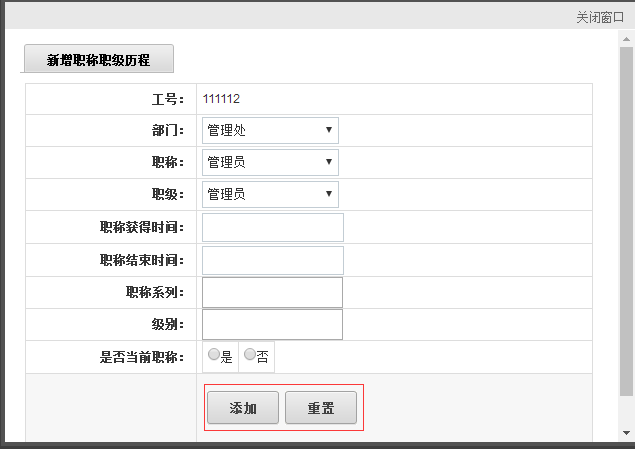 关闭窗口
新增职称职级历程
工号： 111112
部门： 管理处
职称： 管理员
职级： 管理员
职称获得时间：
职称结束时间：
职称系列：
级别：
是否当前职称： 是 否
添加 重置